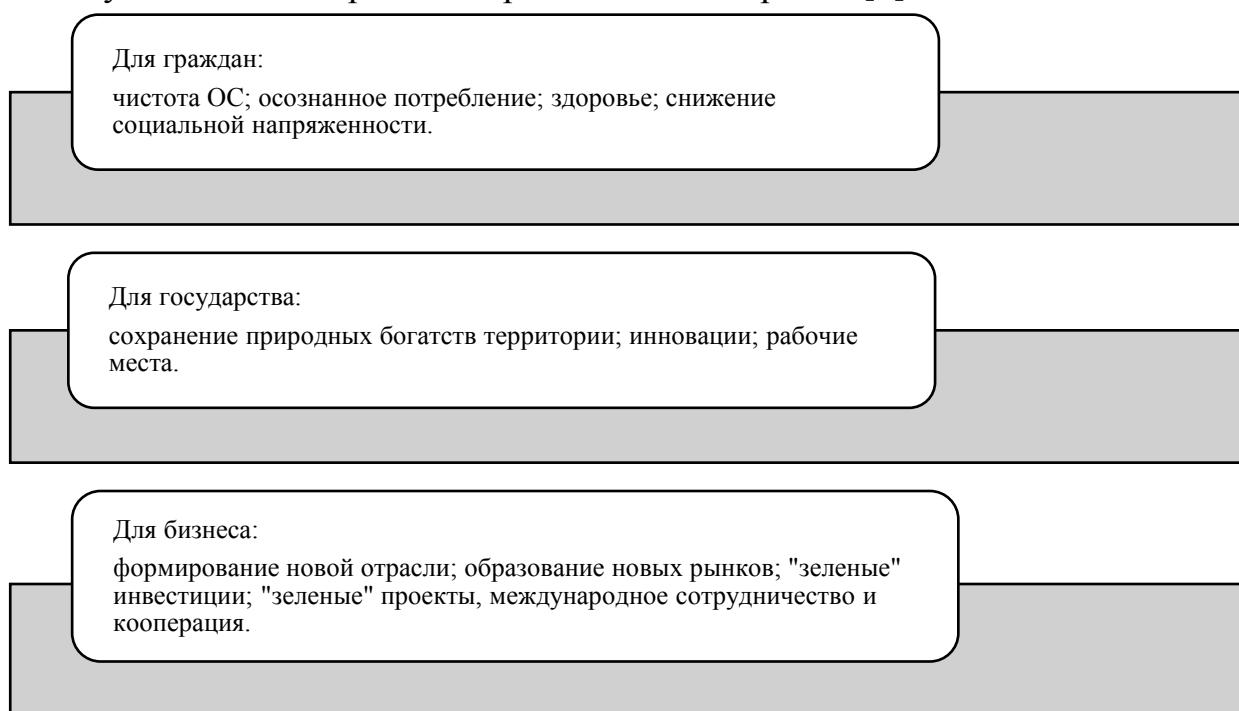 Для граждан:
чистота ОС; осознанное потребление; здоровье; снижение
социальной напряженности.
Для государства:
сохранение природных богатств территории; инновации; рабочие
места.
Для бизнеса:
формирование новой отрасли; образование новых рынков; "зеленые"
инвестиции; "зеленые" проекты, международное сотрудничество и
кооперация.